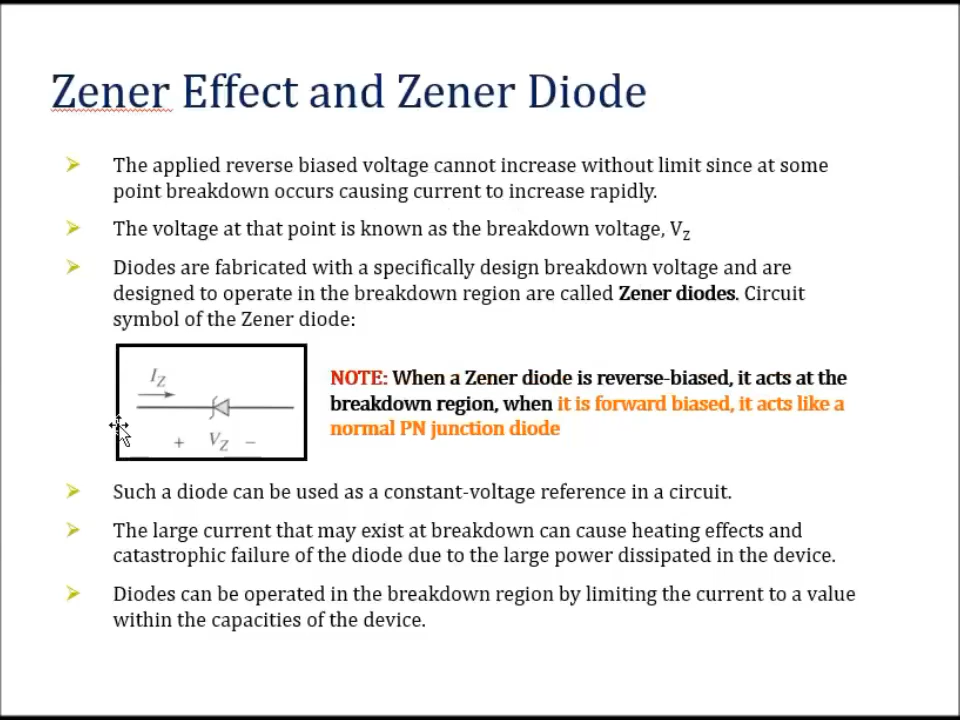 Zener Effect and Zener Diode
The applied reverse biased voltage cannot increase without limit since at some
point breakdown occurs causing current to increase rapidly.
The voltage at that point is known as the breakdown voltage, VZ
Diodes are fabricated with a specifically design breakdown voltage and are
designed to operate in the breakdown region are called Zener diodes. Circuit
symbol of the Zener diode:
IZ
+ VZ −
NOTE: When a Zener diode is reverse-biased, it acts at the
breakdown region, when it is forward biased, it acts like a
normal PN junction diode
Such a diode can be used as a constant-voltage reference in a circuit.
The large current that may exist at breakdown can cause heating effects and
catastrophic failure of the diode due to the large power dissipated in the device.
Diodes can be operated in the breakdown region by limiting the current to a value
within the capacities of the device.